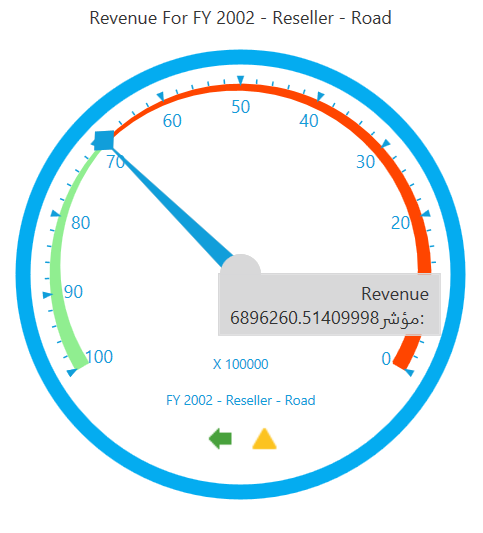 Revenue For FY 2002 - Reseller - Road
50
60
40
70
30
80
20
90
Revenue
6896260.51409998مؤشر:
100
0
X 100000
FY 2002 - Reseller - Road